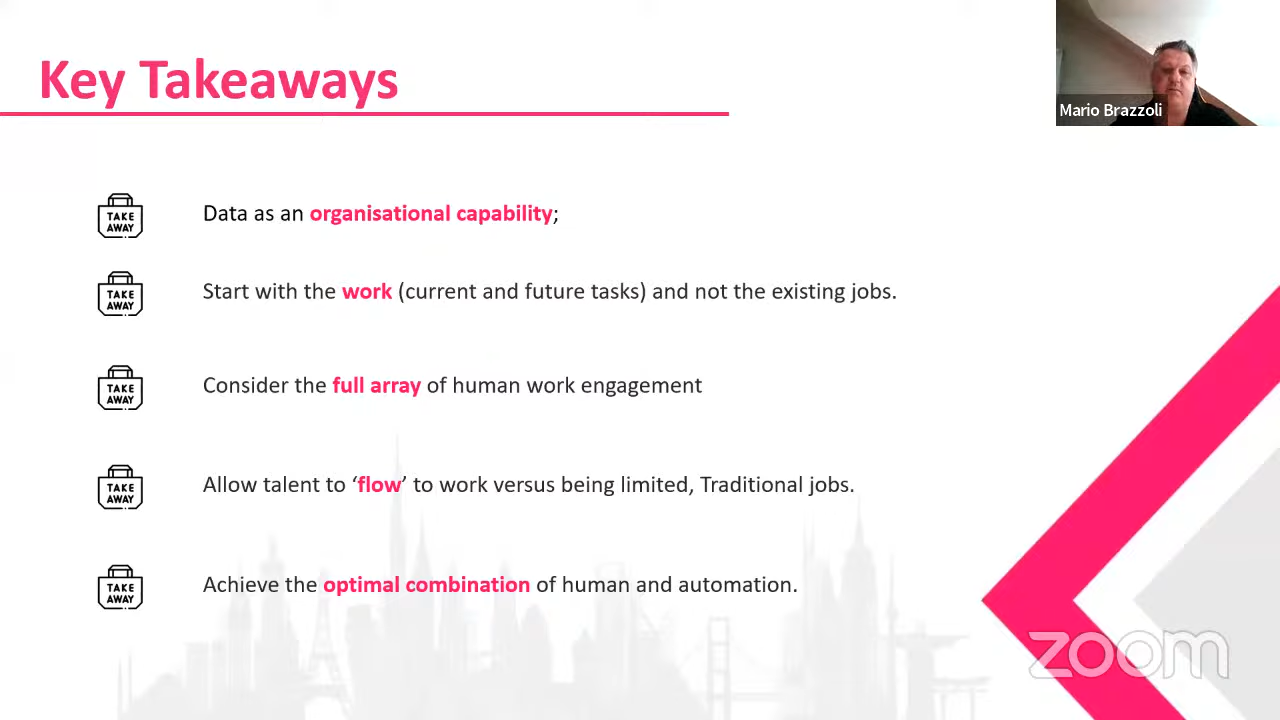 Key Takeaways
Mario Brazzoli
TAKE
AWAY
Data as an organisational capability;
TAKE
AWAY
Start with the work (current and future tasks) and not the existing jobs.
TAKE
AWAY
Consider the full array of human work engagement
TAKE
AWAY
Allow talent to ‘flow’ to work versus being limited, Traditional jobs.
TAKE
AWAY
Achieve the optimal combination of human and automation.
zoom